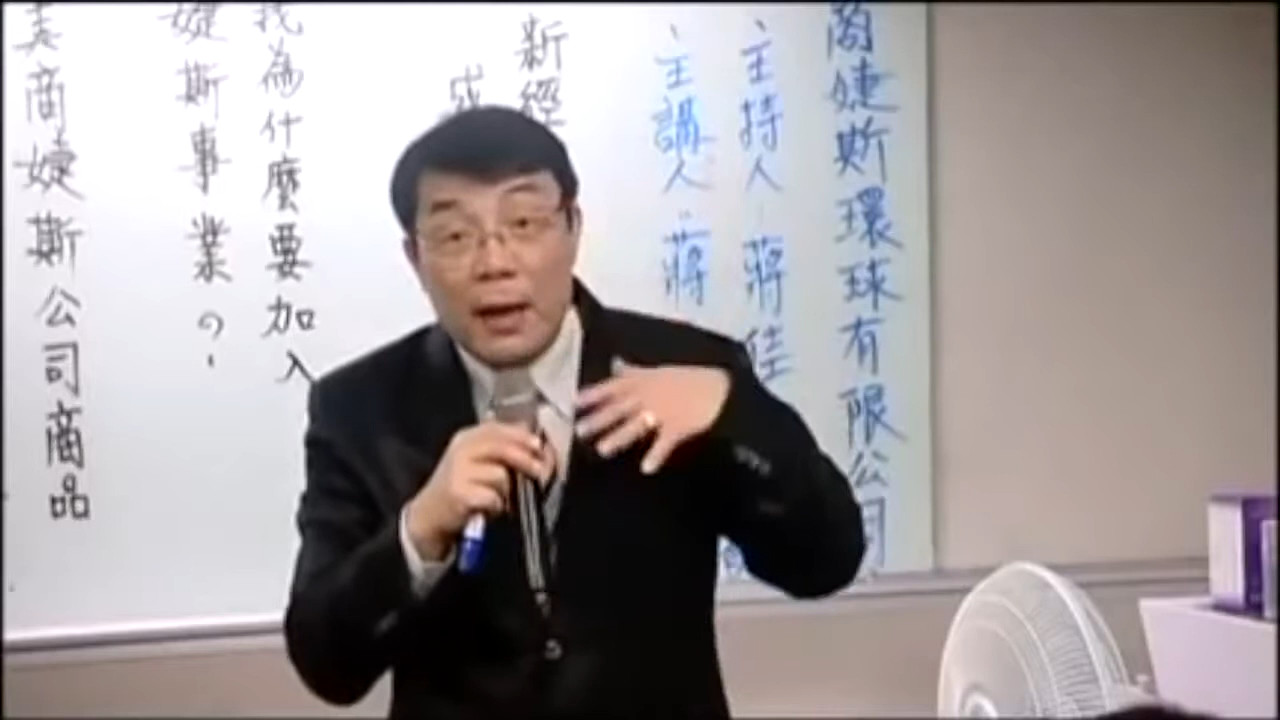 商婕斯環球有限公司
主持人：蔣佳
主講人：蔣
新經
成
我為什麼要加入
婕斯事業？
美商婕斯公司商品